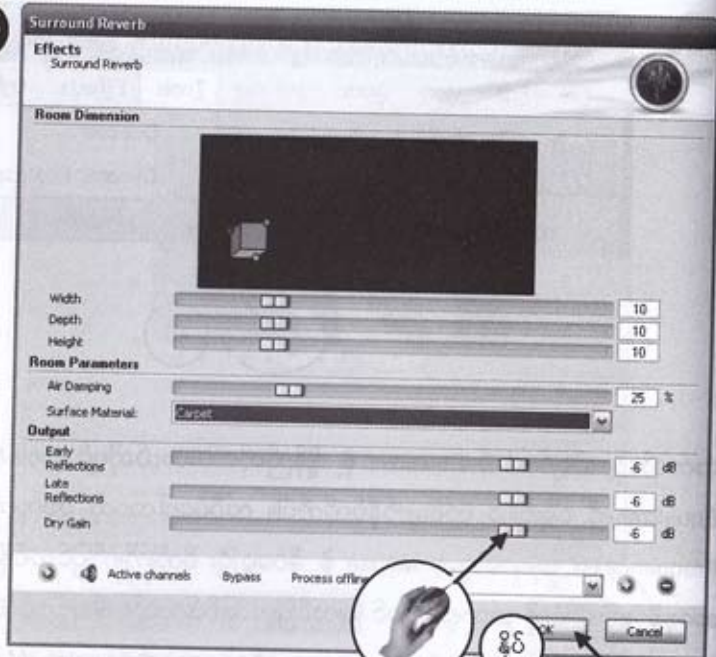 Surround Reverb
Effects
Surround Reverb
Room Dimension
Width 10
Depth 10
Height 10
Room Parameters
Air Damping 25 %
Surface Material: Carpet
Output
Early
Reflections -6 dB
Late
Reflections -6 dB
Dry Gain -6 dB
Active channels Bypass Process offline
Cancel